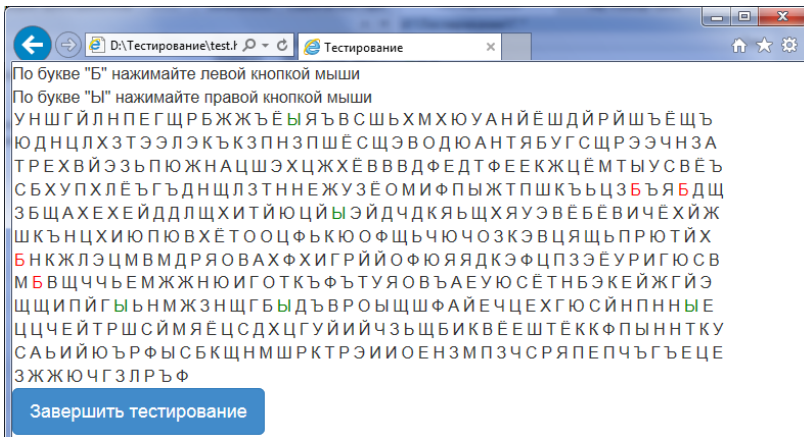 D:\Тестирование\test.h
Тестирование
По букве "Б" нажимайте левой кнопкой мыши
По букве "Ы" нажимайте правой кнопкой мыши
У Н Ш Г Й Л Н П Е Г Щ Р Б Ж Ж Ъ Ё Ы Я Ъ В С Ш Ь Х М Х Ю У А Н Й Ё Ш Д Й Р Й Ш Ъ Ё Щ Ъ
Ю Д Н Ц Л Х З Т Э Э Л Э К Ъ К З П Н З П Ш Ё С Щ Э В О Д Ю А Н Т Я Б У Г С Щ Р Э Э Ч Н З А
Т Р Е Х В Й Э З Ь П Ю Ж Н А Ц Ш Э Х Ц Ж Х Ё В В В Д Ф Е Д Т Ф Е Е К Ж Ц Ё М Т Ы У С В Ё Ъ
С Б Х У П Х Л Ё Ъ Г Ъ Д Н Щ Л З Т Н Н Е Ж У З Ё О М И Ф П Ы Ж Т П Ш К Ъ Ь Ц З Б Ъ Я Б Д Щ
З Б Щ А Х Е Х Е Й Д Д Л Щ Х И Т Й Ю Ц Й Ы Э Й Д Ч Д К Я Ь Щ Х Я У Э В Ё Б Ё В И Ч Ё Х Й Ж
Ш К Ъ Н Ц Х И Ю П Ю В Х Ё Т О О Ц Ф Ь К Ю О Ф Щ Ь Ч Ю Ч О З К Э В Ц Я Щ Ь П Р Ю Т Й Х
Б Н К Ж Л Э Ц М В М Д Р Я О В А Х Ф Х И Г Р Й Й О Ф Ю Я Я Д К Э Ф Ц П З Э Ё У Р И Г Ю С В
М Б В Щ Ч Ч Ь Е М Ж Ж Н Ю И Г О Т К Ъ Ф Ъ Т У Я О В Ъ А Е У Ю С Ё Т Н Б Э К Е Й Ж Г Й Э
Щ Щ И П Й Г Ы Ь Н М Ж З Н Щ Г Б Ы Д Ъ В Р О Ы Щ Ш Ф А Й Е Ч Ц Е Х Г Ю С Й Н П Н Н Ы Е
Ц Ц Ч Е Й Т Р Ш С Й М Я Ё Ц С Д Х Ц Г У Й И Й Ч З Ь Щ Б И К В Ё Е Ш Т Ё К К Ф П Ы Н Н Т К У
С А Ь И Й Ю Ъ Р Ф Ы С Б К Щ Н М Ш Р К Т Р Э И И О Е Н З М П З Ч С Р Я П Е П Ч Ъ Г Ъ Е Ц Е
З Ж Ж Ю Ч Г З Л Р Ъ Ф
Завершить тестирование